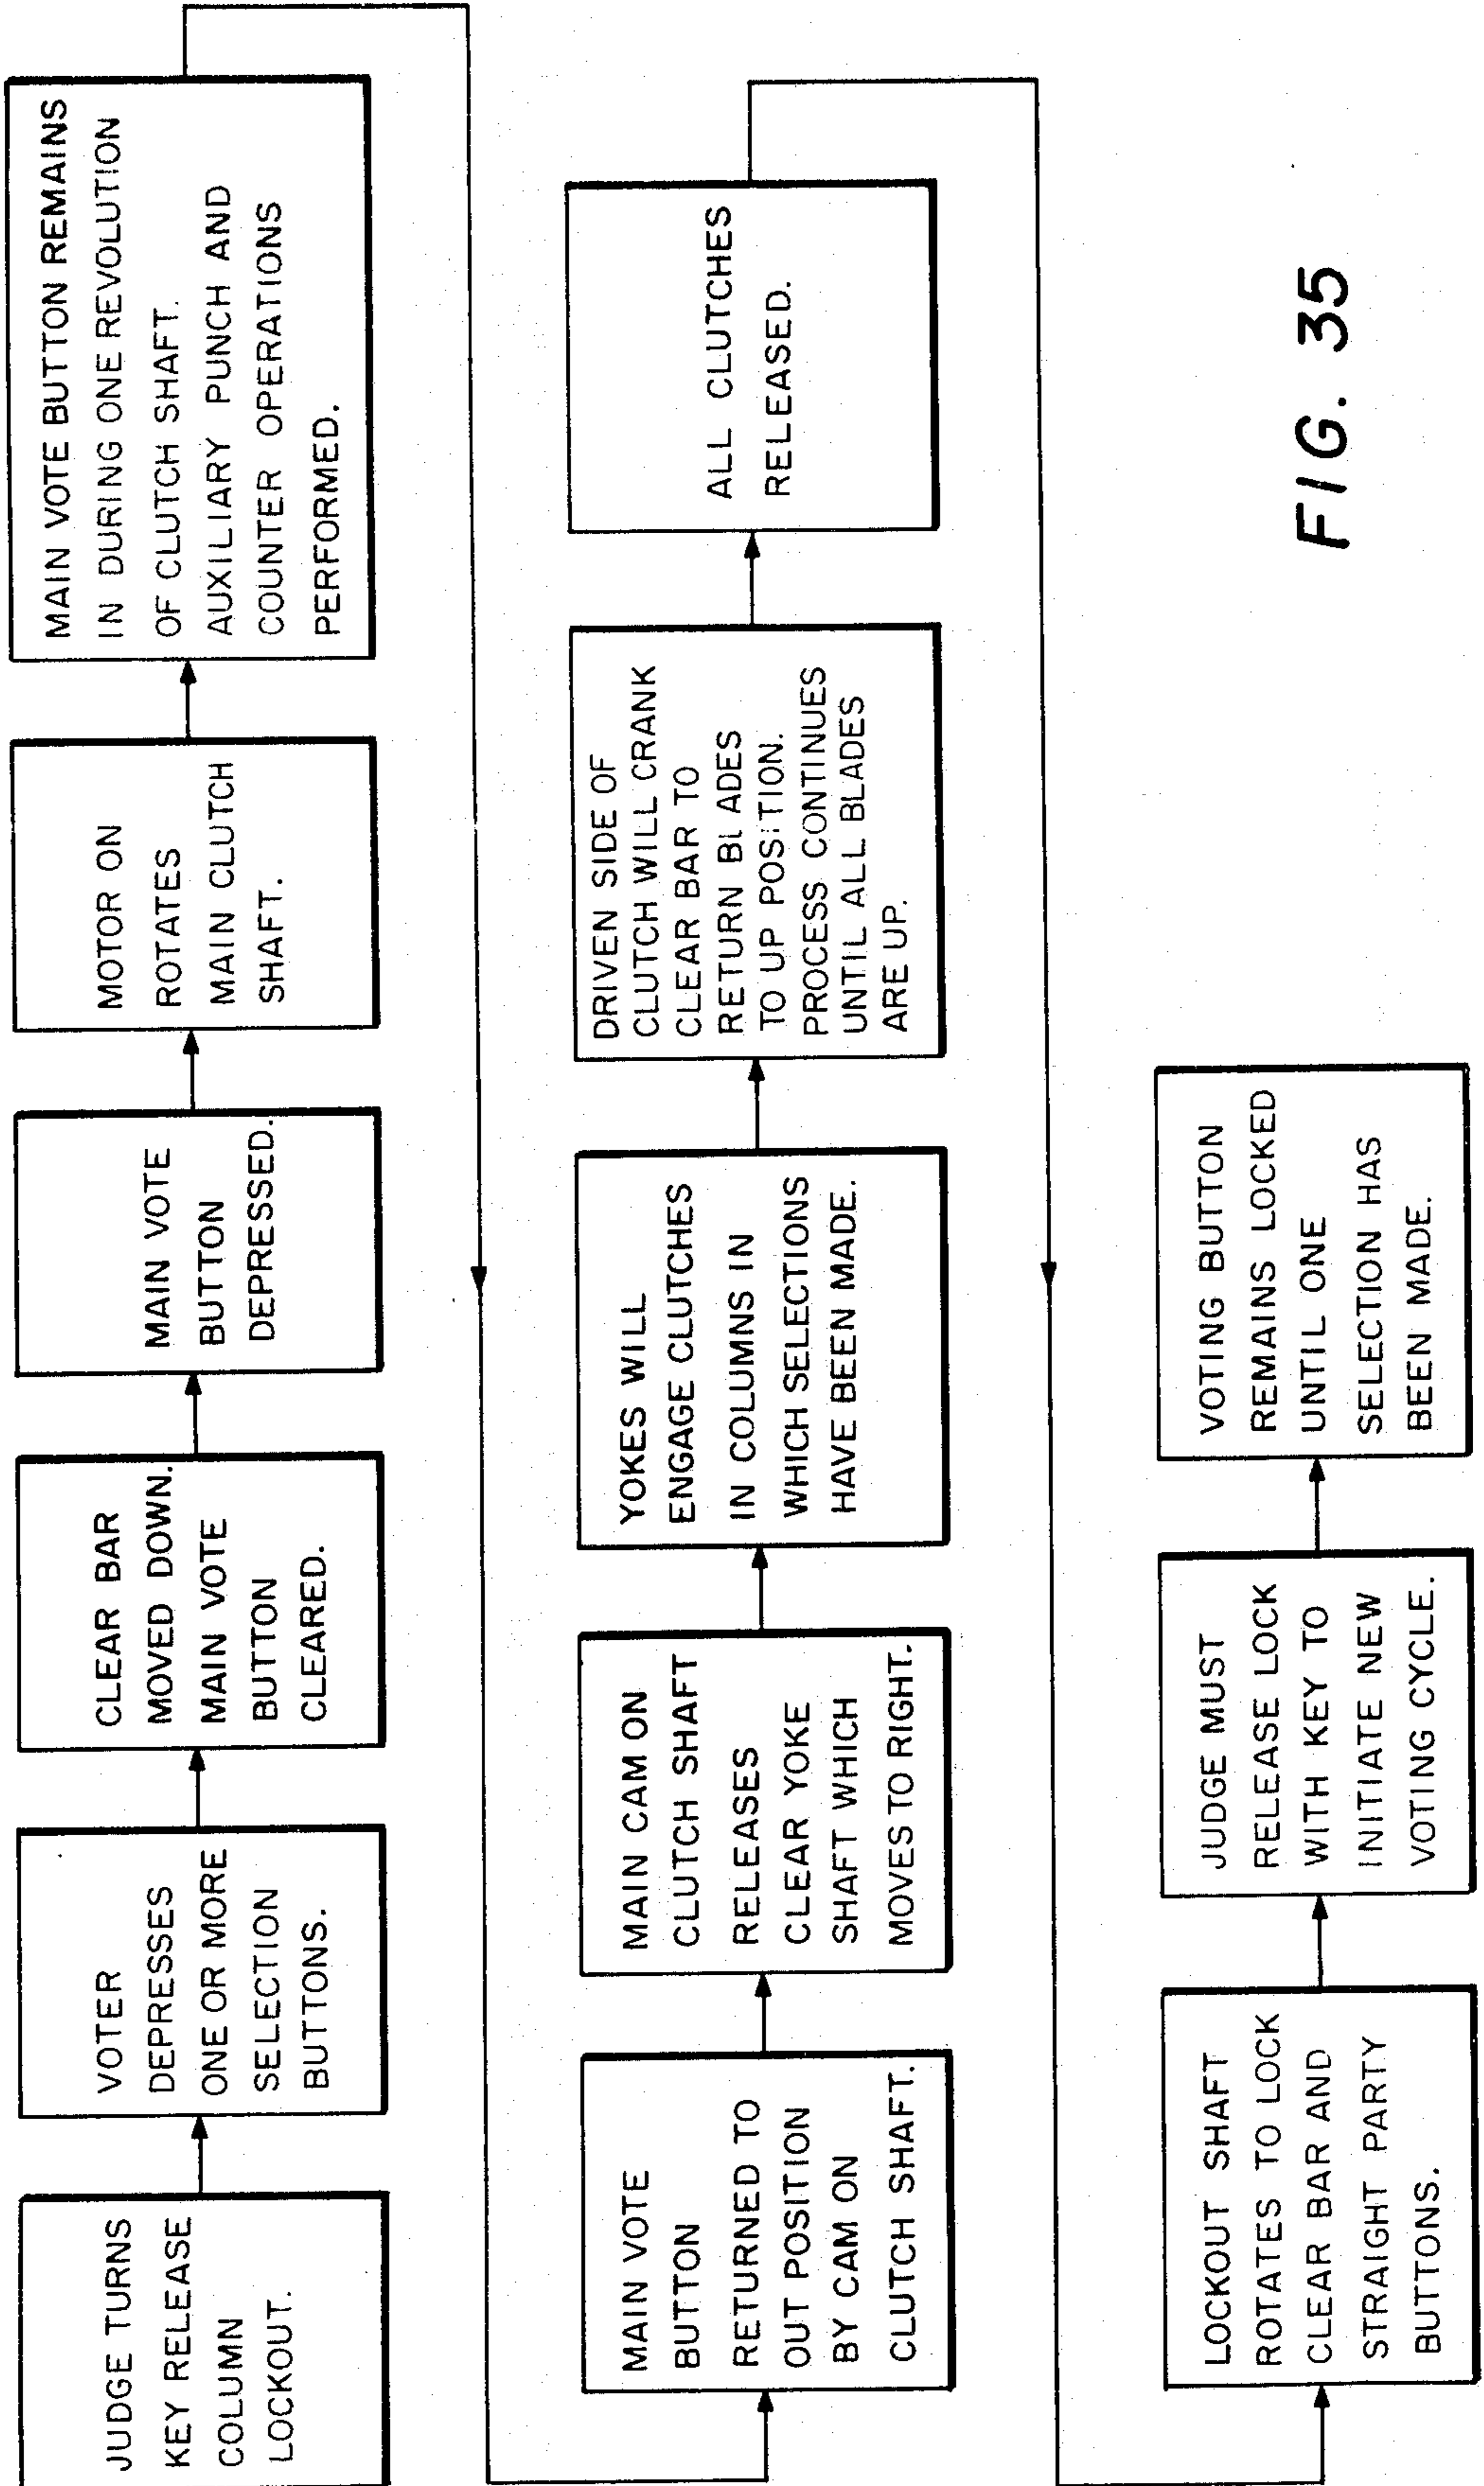 JUDGE TURNS
KEY RELEASE
COLUMN
LOCKOUT.
VOTER
DEPRESSES
ONE OR MORE
SELECTION
BUTTONS.
CLEAR BAR
MOVED DOWN.
MAIN VOTE
BUTTON
CLEARED.
MAIN VOTE
BUTTON
DEPRESSED.
MOTOR ON
ROTATES
MAIN CLUTCH
SHAFT.
MAIN VOTE BUTTON REMAINS
IN DURING ONE REVOLUTION
OF CLUTCH SHAFT.
AUXILIARY PUNCH AND
COUNTER OPERATIONS
PERFORMED.
MAIN VOTE
BUTTON
RETURNED TO
OUT POSITION
BY CAM ON
CLUTCH SHAFT.
MAIN CAM ON
CLUTCH SHAFT
RELEASES
CLEAR YOKE
SHAFT WHICH
MOVES TO RIGHT.
YOKES WILL
ENGAGE CLUTCHES
IN COLUMNS IN
WHICH SELECTIONS
HAVE BEEN MADE.
DRIVEN SIDE OF
CLUTCH WILL CRANK
CLEAR BAR TO
RETURN BLADES
TO UP POSITION.
PROCESS CONTINUES
UNTIL ALL BLADES
ARE UP.
ALL CLUTCHES
RELEASED.
LOCKOUT SHAFT
ROTATES TO LOCK
CLEAR BAR AND
STRAIGHT PARTY
BUTTONS.
JUDGE MUST
RELEASE LOCK
WITH KEY TO
INITIATE NEW
VOTING CYCLE.
VOTING BUTTON
REMAINS LOCKED
UNTIL ONE
SELECTION HAS
BEEN MADE.
FIG. 35